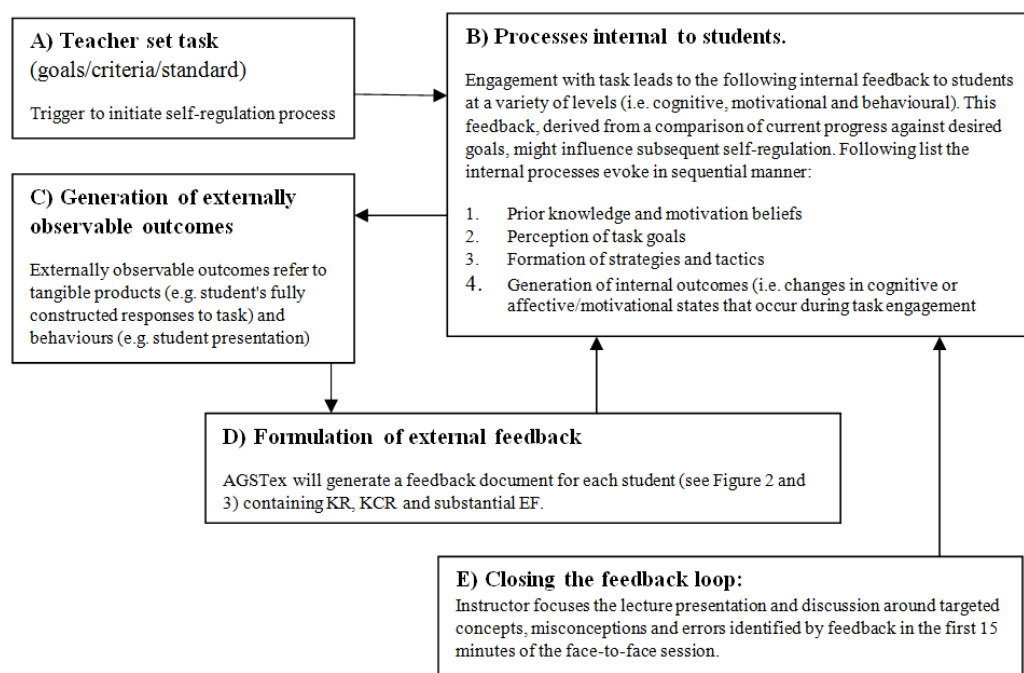 A) Teacher set task
(goals/criteria/standard)
Trigger to initiate self-regulation process
B) Processes internal to students.
Engagement with task leads to the following internal feedback to students
at a variety of levels (i.e. cognitive, motivational and behavioural). This
feedback, derived from a comparison of current progress against desired
goals, might influence subsequent self-regulation. Following list the
internal processes evoke in sequential manner:
1. Prior knowledge and motivation beliefs
2. Perception of task goals
3. Formation of strategies and tactics
4. Generation of internal outcomes (i.e. changes in cognitive or
affective/motivational states that occur during task engagement
C) Generation of externally
observable outcomes
Externally observable outcomes refer to
tangible products (e.g. student's fully
constructed responses to task) and
behaviours (e.g. student presentation)
D) Formulation of external feedback
AGSTex will generate a feedback document for each student (see Figure 2 and
3) containing KR, KCR and substantial EF.
E) Closing the feedback loop:
Instructor focuses the lecture presentation and discussion around targeted
concepts, misconceptions and errors identified by feedback in the first 15
minutes of the face-to-face session.